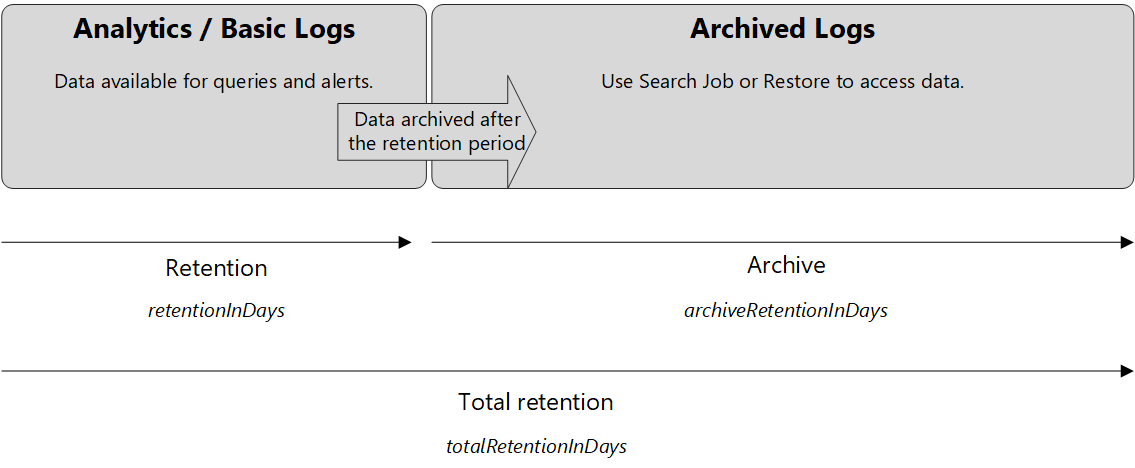 Analytics / Basic Logs
Data available for queries and alerts.
Archived Logs
Use Search Job or Restore to access data.
Data archived after
the retention period
Retention
retentionInDays
Archive
archiveRetentionInDays
Total retention
totalRetentionInDays